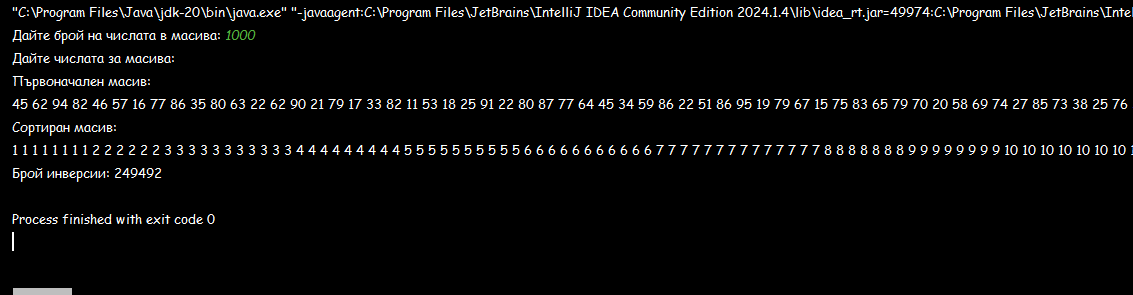 "C:\Program Files\Java\jdk-20\bin\java.exe" "-javaagent:C:\Program Files\JetBrains\IntelliJ IDEA Community Edition 2024.1.4\lib\idea_rt.jar=49974:C:\Program Files\JetBrains\Inte
Дайте брой на числата в масива: 1000
Дайте числата за масива:
Първоначален масив:
45 62 94 82 46 57 16 77 86 35 80 63 22 62 90 21 79 17 33 82 11 53 18 25 91 22 80 87 77 64 45 34 59 86 22 51 86 95 19 79 67 15 75 83 65 79 70 20 58 69 74 27 85 73 38 25 76
Сортиран масив:
1 1 1 1 1 1 1 1 2 2 2 2 2 2 3 3 3 3 3 3 3 3 3 3 3 4 4 4 4 4 4 4 4 4 5 5 5 5 5 5 5 5 5 5 6 6 6 6 6 6 6 6 6 6 6 7 7 7 7 7 7 7 7 7 7 7 7 7 7 8 8 8 8 8 8 8 9 9 9 9 9 9 9 9 10 10 10 10 10 10 10
Брой инверсии: 249492
Process finished with exit code 0